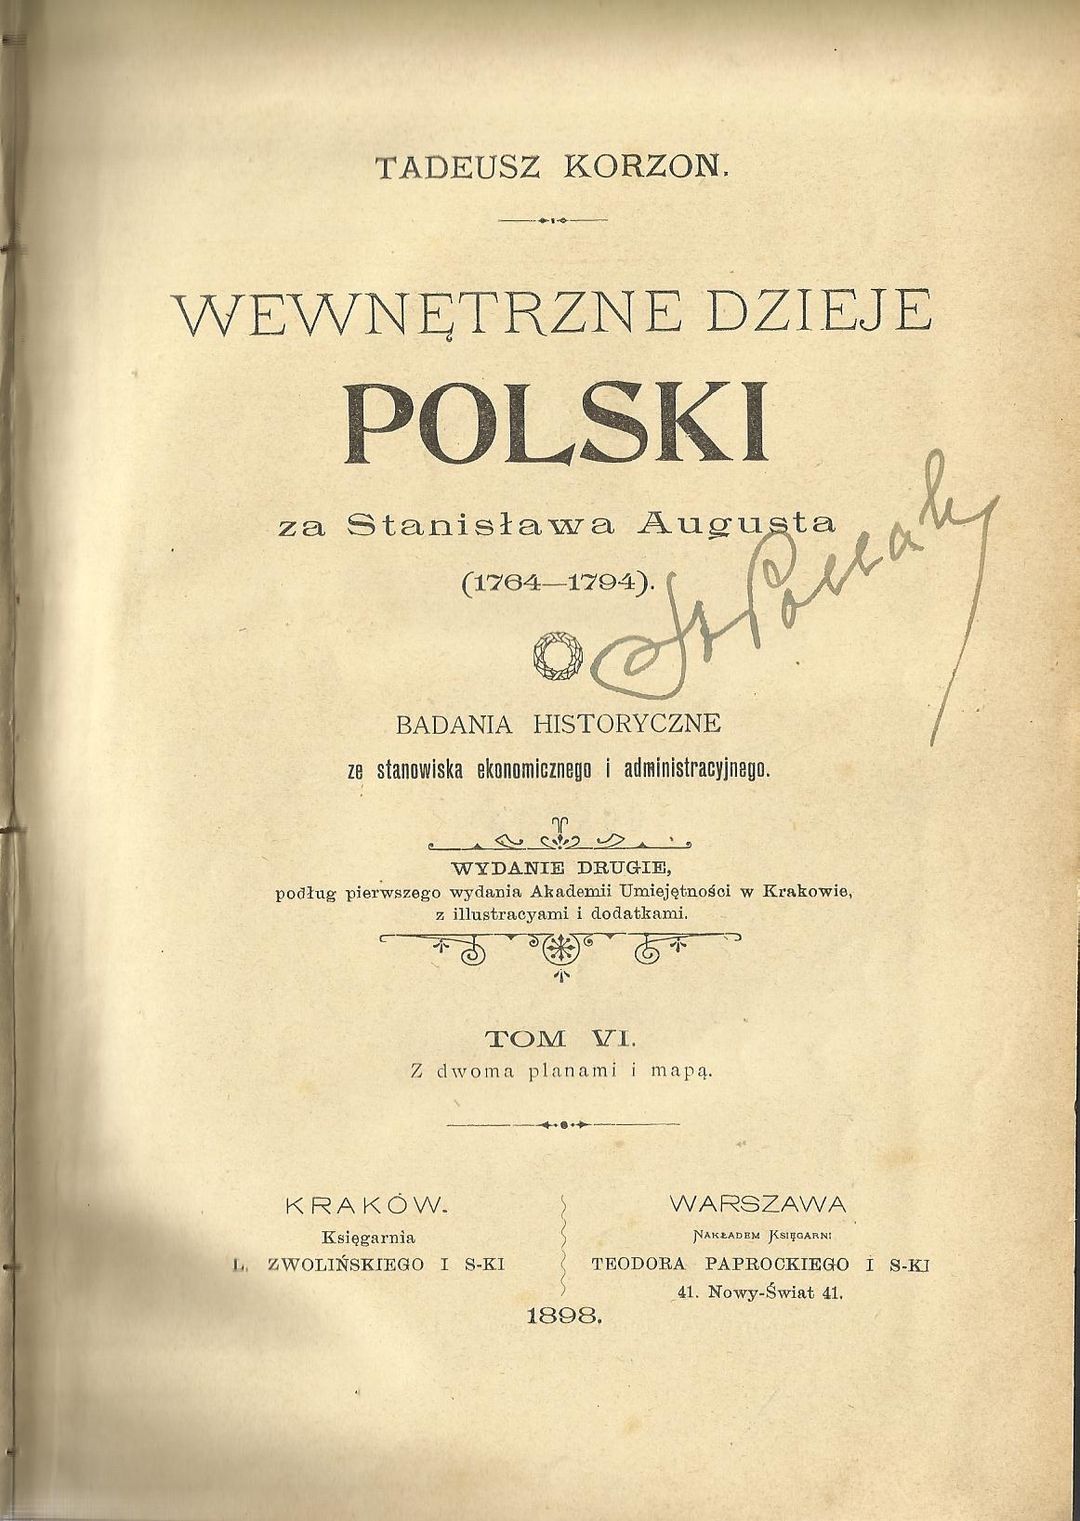 TADEUSZ KORZON.
WEWNĘTRZNE DZIEJE
POLSKI
za Stanisława Augusta
(1764—1794).
BADANIA HISTORYCZNE
ze stanowiska ekonomicznego i administracyjnego.
WYDANIE DRUGIE,
podług pierwszego wydania Akademii Umiejętności w Krakowie,
z illustracyami i dodatkami.
TOM VI.
Z dwoma planami i mapą.
KRAKÓW.
Księgarnia
L. ZWOLIŃSKIEGO I S-KI
WARSZAWA
NAKŁADEM KSIĘGARNI
TEODORA PAPROCKIEGO I S-KI
41. Nowy-Świat 41.
1898.